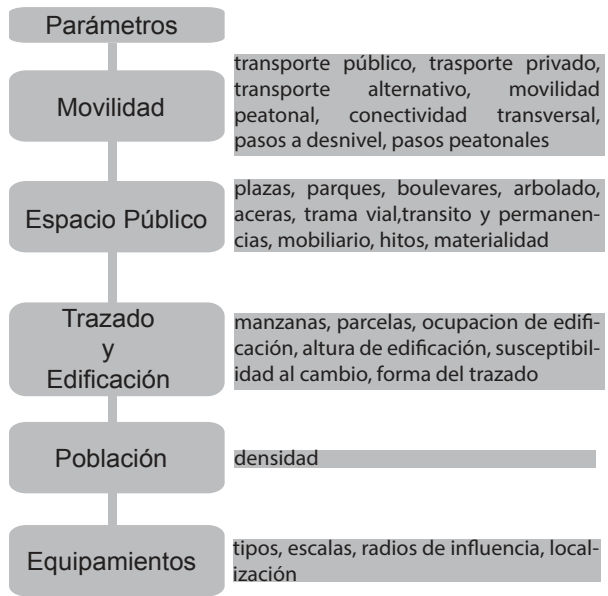 Parámetros
Movilidad
transporte público, trasporte privado,
transporte alternativo, movilidad
peatonal, conectividad transversal,
pasos a desnivel, pasos peatonales
Espacio Público
plazas, parques, boulevares, arbolado,
aceras, trama vial,transito y permanen-
cias, mobiliario, hitos, materialidad
Trazado
y
Edificación
manzanas, parcelas, ocupacion de edifi-
cación, altura de edificación, susceptibil-
idad al cambio, forma del trazado
Población
densidad
Equipamientos
tipos, escalas, radios de influencia, local-
ización